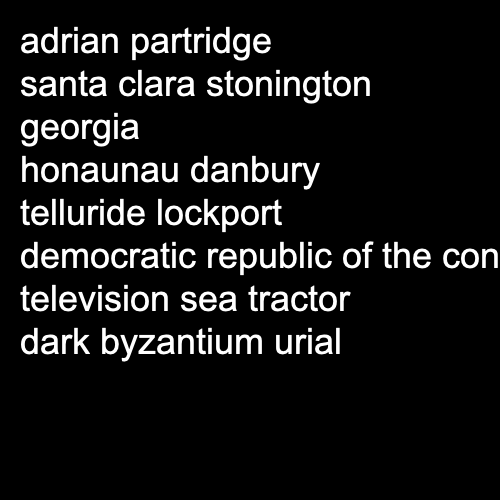 adrian partridge
santa clara stonington
georgia
honaunau danbury
telluride lockport
democratic republic of the con
television sea tractor
dark byzantium urial